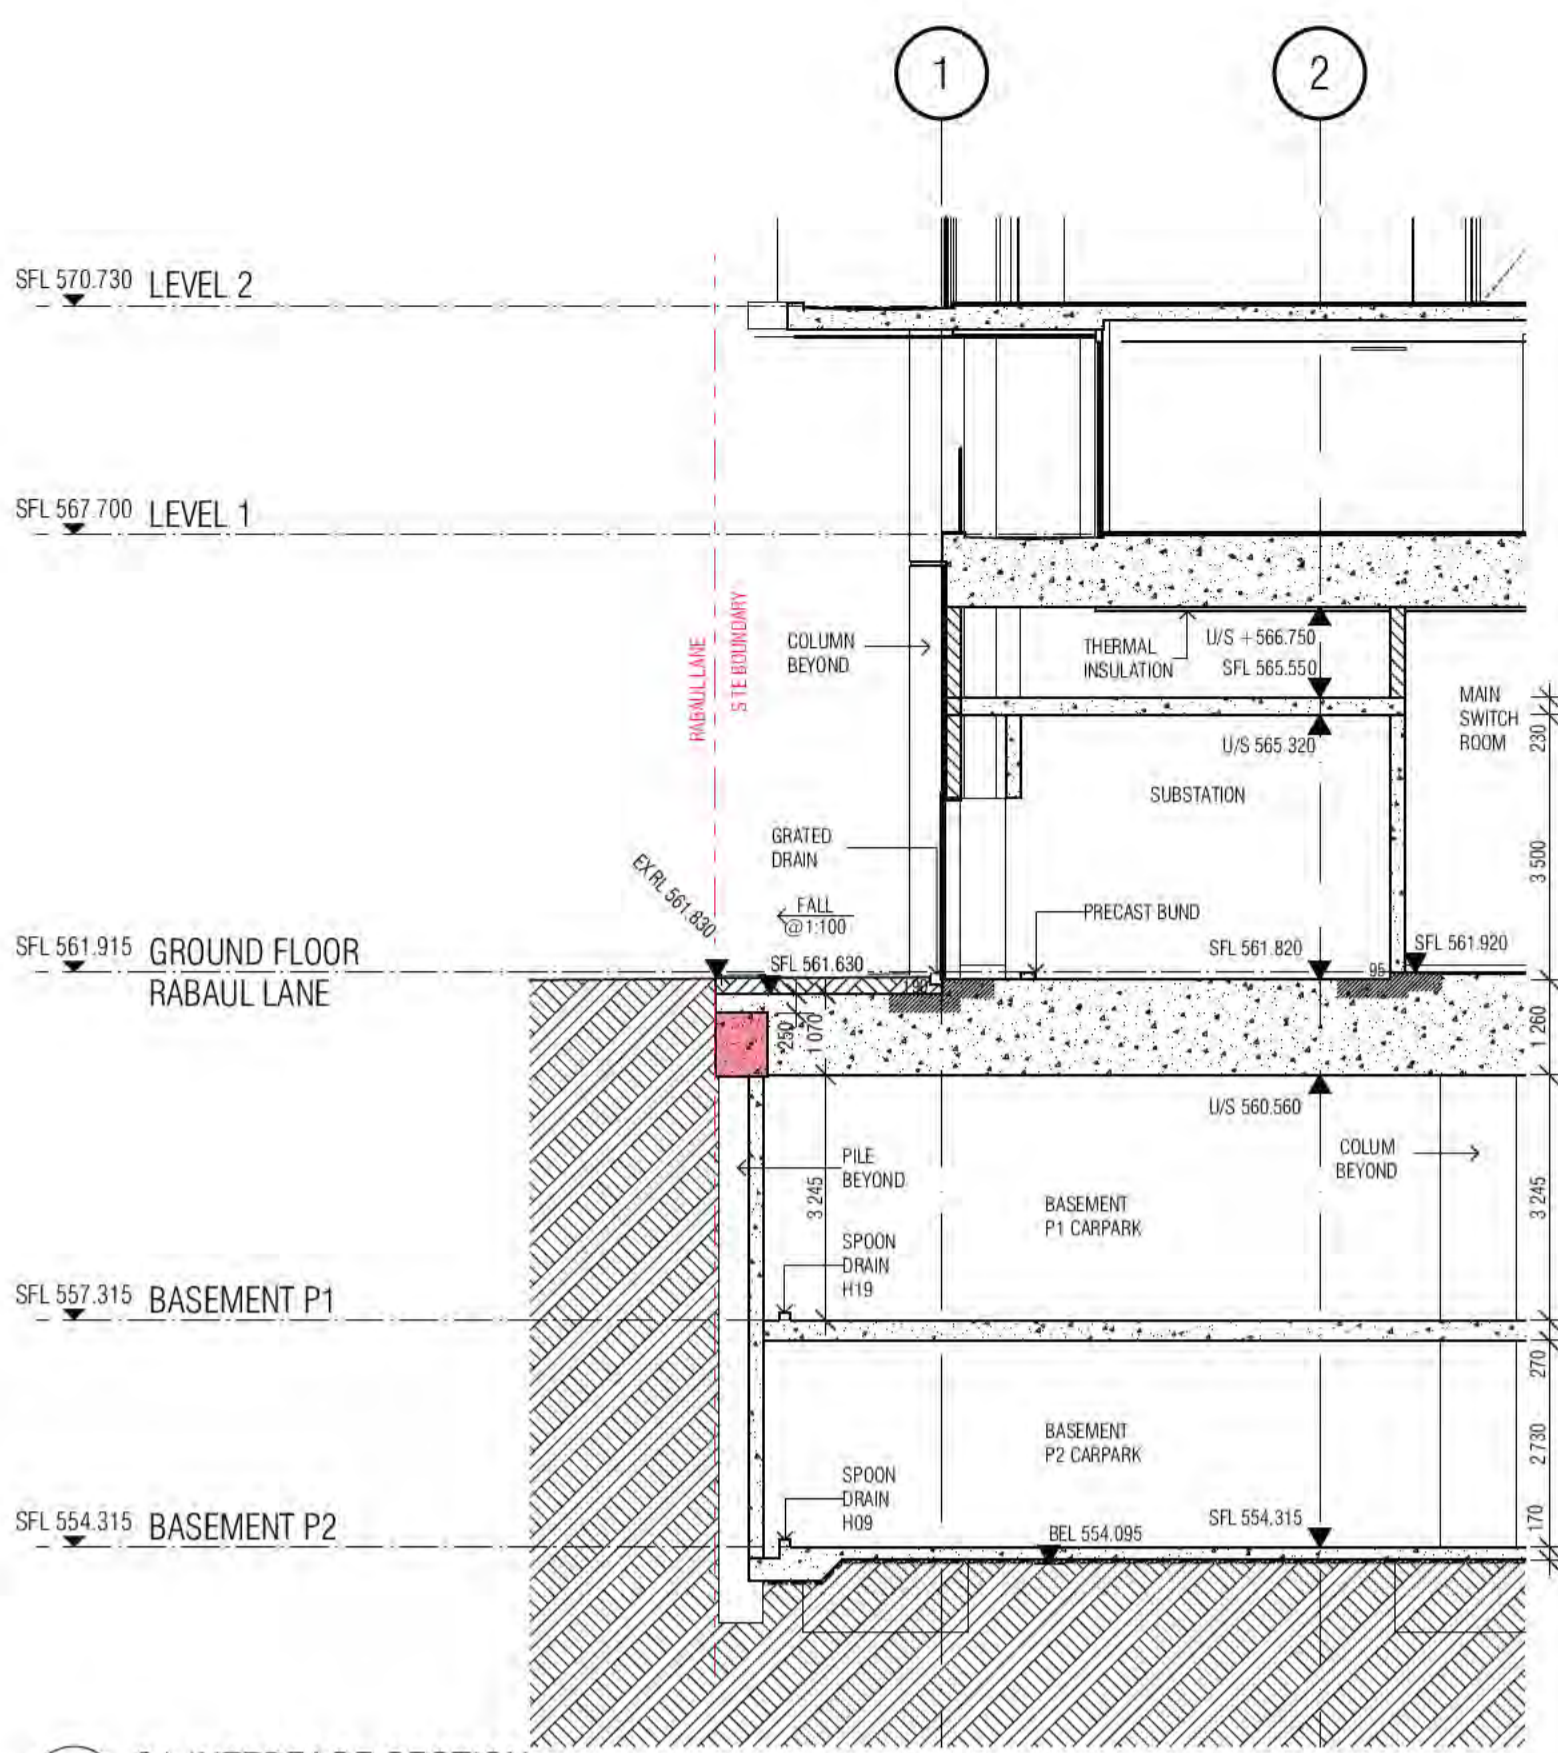 1
2
SFL 570.730 LEVEL 2
SFL 567.700 LEVEL 1
RABAUL LANE
S TE BOUNDARY
COLUMN
BEYOND
THERMAL
INSULATION
U/S + 566.750
SFL 565.550
MAIN
SWITCH
ROOM
230
U/S 565.320
SUBSTATION
GRATED
DRAIN
3 500
EX RL 561.830
FALL
@ 1:100
PRECAST BUND
SFL 561.915 GROUND FLOOR
RABAUL LANE
SFL 561.630
SFL 561.820
SFL 561.920
95
190
250
1 070
1 260
U/S 560.560
PILE
BEYOND
COLUM
BEYOND
3 245
3 245
BASEMENT
P1 CARPARK
SPOON
DRAIN
H19
SFL 557.315 BASEMENT P1
270
BASEMENT
P2 CARPARK
2 730
SPOON
DRAIN
H09
SFL 554.315 BASEMENT P2
BEL 554.095
SFL 554.315
170